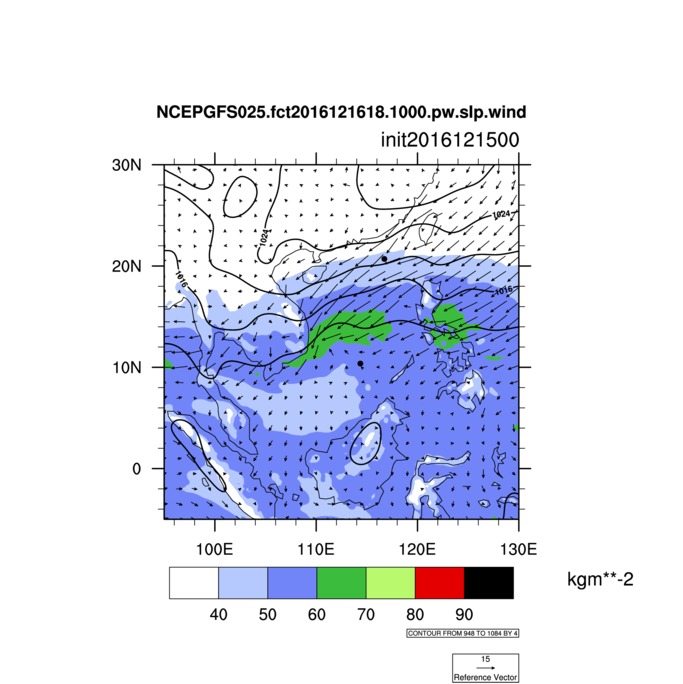 NCEPGFS025.fct2016121618.1000.pw.slp.wind
init2016121500
30N
1024
1024
20N
1016
1016
10N
0
100E 110E 120E 130E
kgm**-2
40 50 60 70 80 90
CONTOUR FROM 948 TO 1084 BY 4
15
Reference Vector